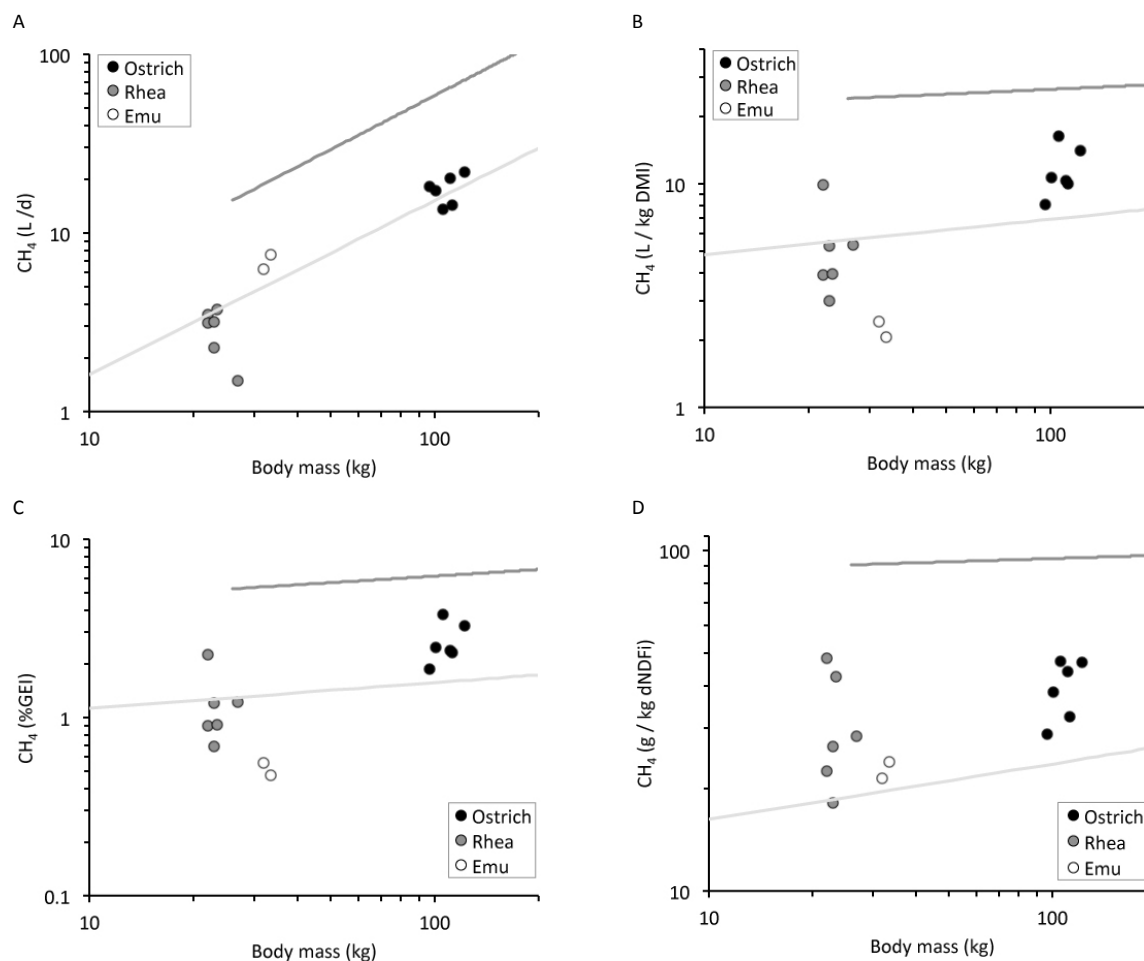 A
100
10
1
CH₄ (L /d)
10
100
Body mass (kg)
Ostrich
Rhea
Emu
B
10
1
CH₄ (L / kg DMI)
10
100
Body mass (kg)
Ostrich
Rhea
Emu
C
10
1
0.1
CH₄ (%GEI)
10
100
Body mass (kg)
Ostrich
Rhea
Emu
D
100
10
CH₄ (g / kg dNDFi)
10
100
Body mass (kg)
Ostrich
Rhea
Emu